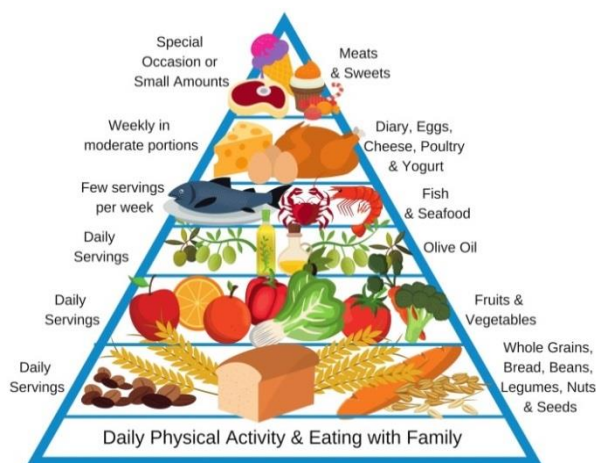 Special
Occasion or
Small Amounts
Meats
& Sweets
Weekly in
moderate portions
Diary, Eggs,
Cheese, Poultry
& Yogurt
Few servings
per week
Fish
& Seafood
Daily
Servings
Olive Oil
Daily
Servings
Fruits &
Vegetables
Daily
Servings
Whole Grains,
Bread, Beans,
Legumes, Nuts
& Seeds
Daily Physical Activity & Eating with Family